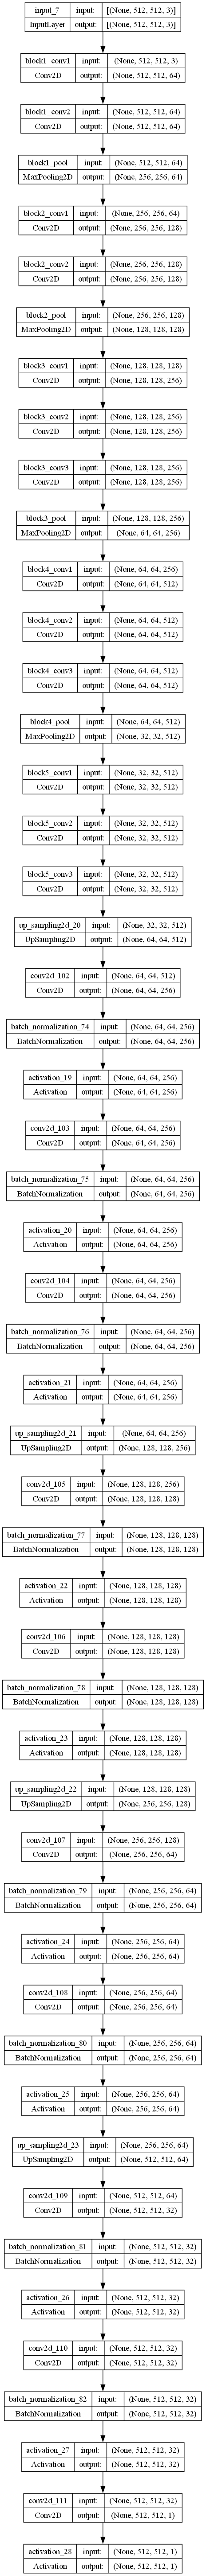 input_7 input: [(None, 512, 512, 3)]
InputLayer output: [(None, 512, 512, 3)]
block1_conv1 input: (None, 512, 512, 3)
Conv2D output: (None, 512, 512, 64)
block1_conv2 input: (None, 512, 512, 64)
Conv2D output: (None, 512, 512, 64)
block1_pool input: (None, 512, 512, 64)
MaxPooling2D output: (None, 256, 256, 64)
block2_conv1 input: (None, 256, 256, 64)
Conv2D output: (None, 256, 256, 128)
block2_conv2 input: (None, 256, 256, 128)
Conv2D output: (None, 256, 256, 128)
block2_pool input: (None, 256, 256, 128)
MaxPooling2D output: (None, 128, 128, 128)
block3_conv1 input: (None, 128, 128, 128)
Conv2D output: (None, 128, 128, 256)
block3_conv2 input: (None, 128, 128, 256)
Conv2D output: (None, 128, 128, 256)
block3_conv3 input: (None, 128, 128, 256)
Conv2D output: (None, 128, 128, 256)
block3_pool input: (None, 128, 128, 256)
MaxPooling2D output: (None, 64, 64, 256)
block4_conv1 input: (None, 64, 64, 256)
Conv2D output: (None, 64, 64, 512)
block4_conv2 input: (None, 64, 64, 512)
Conv2D output: (None, 64, 64, 512)
block4_conv3 input: (None, 64, 64, 512)
Conv2D output: (None, 64, 64, 512)
block4_pool input: (None, 64, 64, 512)
MaxPooling2D output: (None, 32, 32, 512)
block5_conv1 input: (None, 32, 32, 512)
Conv2D output: (None, 32, 32, 512)
block5_conv2 input: (None, 32, 32, 512)
Conv2D output: (None, 32, 32, 512)
block5_conv3 input: (None, 32, 32, 512)
Conv2D output: (None, 32, 32, 512)
up_sampling2d_20 input: (None, 32, 32, 512)
UpSampling2D output: (None, 64, 64, 512)
conv2d_102 input: (None, 64, 64, 512)
Conv2D output: (None, 64, 64, 256)
batch_normalization_74 input: (None, 64, 64, 256)
BatchNormalization output: (None, 64, 64, 256)
activation_19 input: (None, 64, 64, 256)
Activation output: (None, 64, 64, 256)
conv2d_103 input: (None, 64, 64, 256)
Conv2D output: (None, 64, 64, 256)
batch_normalization_75 input: (None, 64, 64, 256)
BatchNormalization output: (None, 64, 64, 256)
activation_20 input: (None, 64, 64, 256)
Activation output: (None, 64, 64, 256)
conv2d_104 input: (None, 64, 64, 256)
Conv2D output: (None, 64, 64, 256)
batch_normalization_76 input: (None, 64, 64, 256)
BatchNormalization output: (None, 64, 64, 256)
activation_21 input: (None, 64, 64, 256)
Activation output: (None, 64, 64, 256)
up_sampling2d_21 input: (None, 64, 64, 256)
UpSampling2D output: (None, 128, 128, 256)
conv2d_105 input: (None, 128, 128, 256)
Conv2D output: (None, 128, 128, 128)
batch_normalization_77 input: (None, 128, 128, 128)
BatchNormalization output: (None, 128, 128, 128)
activation_22 input: (None, 128, 128, 128)
Activation output: (None, 128, 128, 128)
conv2d_106 input: (None, 128, 128, 128)
Conv2D output: (None, 128, 128, 128)
batch_normalization_78 input: (None, 128, 128, 128)
BatchNormalization output: (None, 128, 128, 128)
activation_23 input: (None, 128, 128, 128)
Activation output: (None, 128, 128, 128)
up_sampling2d_22 input: (None, 128, 128, 128)
UpSampling2D output: (None, 256, 256, 128)
conv2d_107 input: (None, 256, 256, 128)
Conv2D output: (None, 256, 256, 64)
batch_normalization_79 input: (None, 256, 256, 64)
BatchNormalization output: (None, 256, 256, 64)
activation_24 input: (None, 256, 256, 64)
Activation output: (None, 256, 256, 64)
conv2d_108 input: (None, 256, 256, 64)
Conv2D output: (None, 256, 256, 64)
batch_normalization_80 input: (None, 256, 256, 64)
BatchNormalization output: (None, 256, 256, 64)
activation_25 input: (None, 256, 256, 64)
Activation output: (None, 256, 256, 64)
up_sampling2d_23 input: (None, 256, 256, 64)
UpSampling2D output: (None, 512, 512, 64)
conv2d_109 input: (None, 512, 512, 64)
Conv2D output: (None, 512, 512, 32)
batch_normalization_81 input: (None, 512, 512, 32)
BatchNormalization output: (None, 512, 512, 32)
activation_26 input: (None, 512, 512, 32)
Activation output: (None, 512, 512, 32)
conv2d_110 input: (None, 512, 512, 32)
Conv2D output: (None, 512, 512, 32)
batch_normalization_82 input: (None, 512, 512, 32)
BatchNormalization output: (None, 512, 512, 32)
activation_27 input: (None, 512, 512, 32)
Activation output: (None, 512, 512, 32)
conv2d_111 input: (None, 512, 512, 32)
Conv2D output: (None, 512, 512, 1)
activation_28 input: (None, 512, 512, 1)
Activation output: (None, 512, 512, 1)